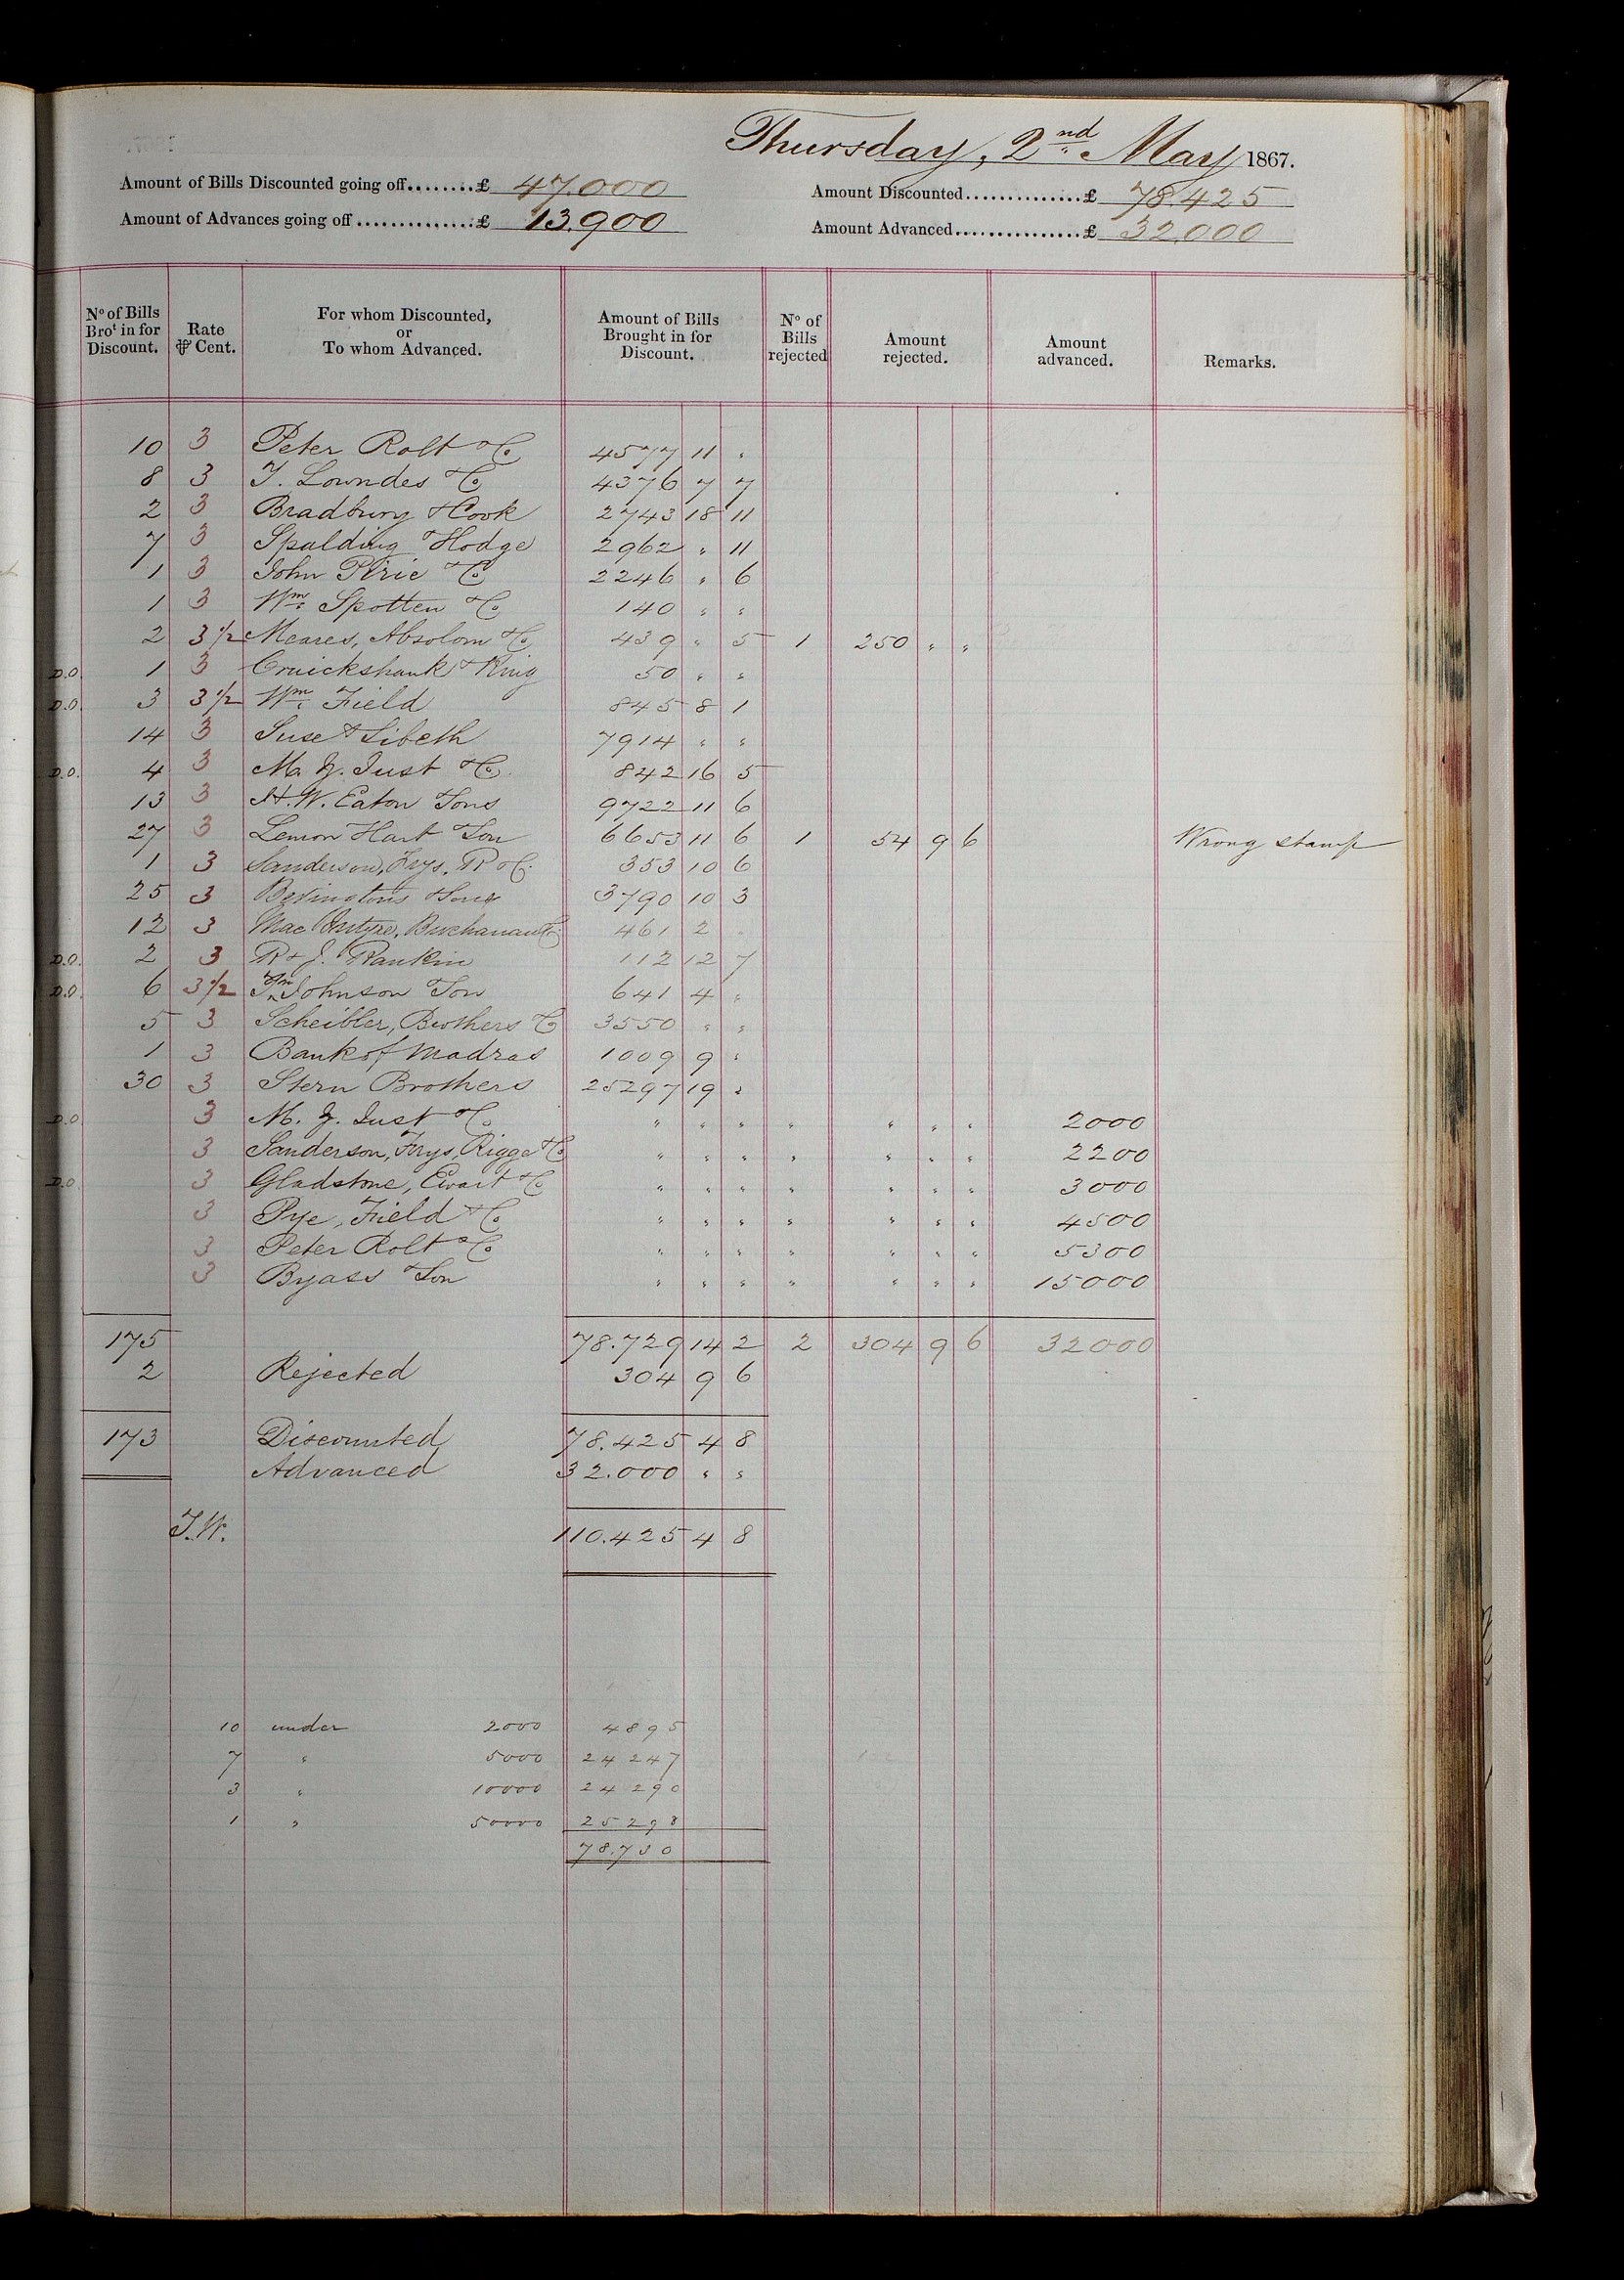 Thursday, 2nd May 1867.
Amount of Bills Discounted going off........£ 47.000 Amount Discounted...............£ 78.425
Amount of Advances going off..............£ 13.900 Amount Advanced................£ 32.000
No of Bills Brot in for Discount. Rate ⅌ Cent. For whom Discounted, or To whom Advanced. Amount of Bills Brought in for Discount. No of Bills rejected Amount rejected. Amount advanced. Remarks.
10 3 Peter Rolt & Co 4577 11 "
8 3 T. Lowndes & Co 4376 7 7
2 3 Bradbury & Cook 2743 18 11
7 3 Spalding & Hodge 2962 " 11
1 3 John Pirie & Co 2246 " 6
1 3 Wm. Spotten & Co 140 " "
2 3 1/2 Meares, Absolom & Co 439 " 5 1 250 " "
D.O. 1 3 Cruickshank & King 50 " "
D.O. 3 3 1/2 Wm. Field 845 8 1
14 3 Suse & Sibeth 7914 " "
D.O. 4 3 M. J. Just & Co. 842 16 5
13 3 H. W. Eaton & Sons 9722 11 6
27 3 Lemon Hart & Son 6653 11 6 1 54 9 6 Wrong stamp
1 3 Sanderson, Frys, R & Co. 353 10 6
25 3 Bevingtons & Sons 3790 10 3
12 3 Mac Intyre, Buchanan & Co 461 2 "
D.O. 2 3 R & J. Rankin 112 12 7
D.O. 6 3 1/2 Johnson & Son 641 4 "
5 3 Scheibler, Brothers & Co 3550 " "
1 3 Bank of Madras 1009 9 "
30 3 Stern Brothers 25297 19 "
D.O. 3 M. J. Just & Co. " " " " " " " 2000
3 Sanderson, Frys, Rigge & Co " " " " " " " 2200
D.O. 3 Gladstone, Ewart & Co " " " " " " " 3000
3 Pye, Field & Co " " " " " " " 4500
3 Peter Rolt & Co " " " " " " " 5300
3 Byass & Son " " " " " " " 15000
175 78.729 14 2 2 304 9 6 32000
2 Rejected 304 9 6
173 Discounted 78.425 4 8
Advanced 32.000 " "
T.W. 110.425 4 8
10 under 2000 4895
7 " 5000 24247
3 " 10000 24290
1 " 50000 25298
78.730